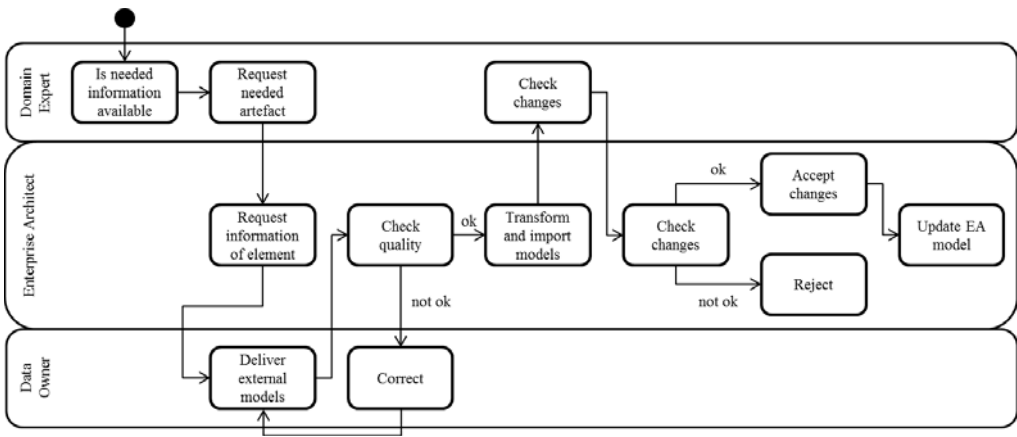 Domain
Expert
Is needed
information
available
Request
needed
artefact
Check
changes
Enterprise Architect
Request
information
of element
Check
quality
ok
not ok
Transform
and import
models
Check
changes
ok
not ok
Accept
changes
Reject
Update EA
model
Data
Owner
Deliver
external
models
Correct